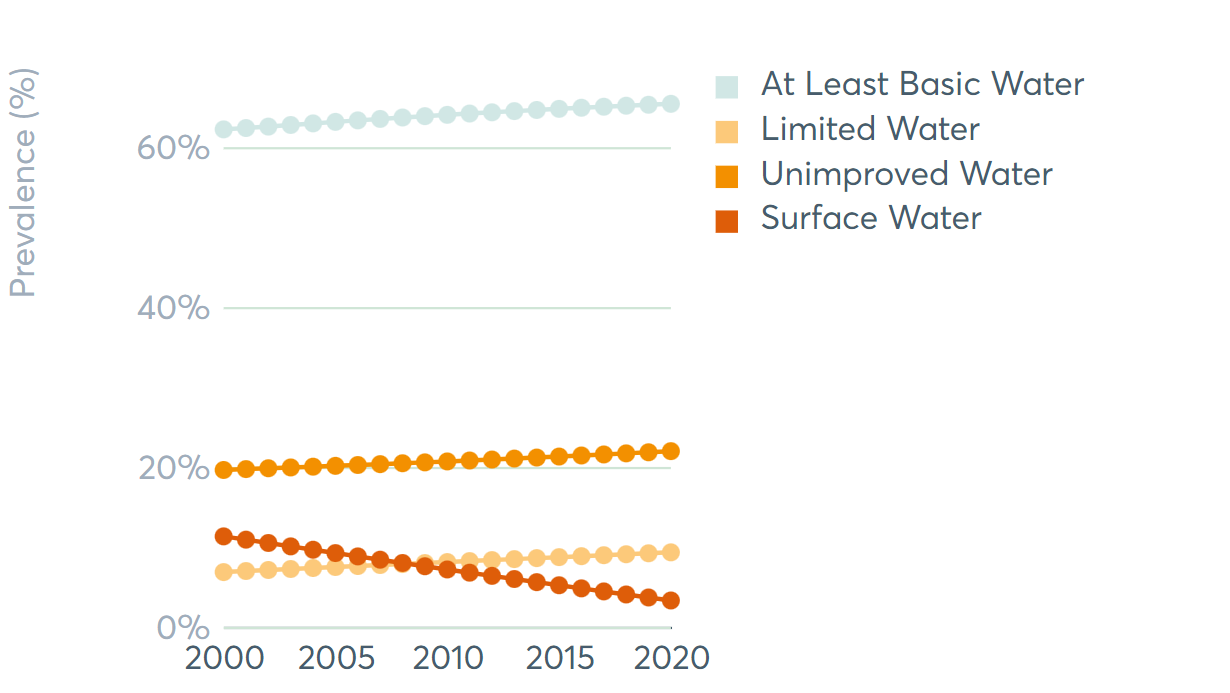 Prevalence (%)
60%
40%
20%
0%
2000 2005 2010 2015 2020
At Least Basic Water
Limited Water
Unimproved Water
Surface Water